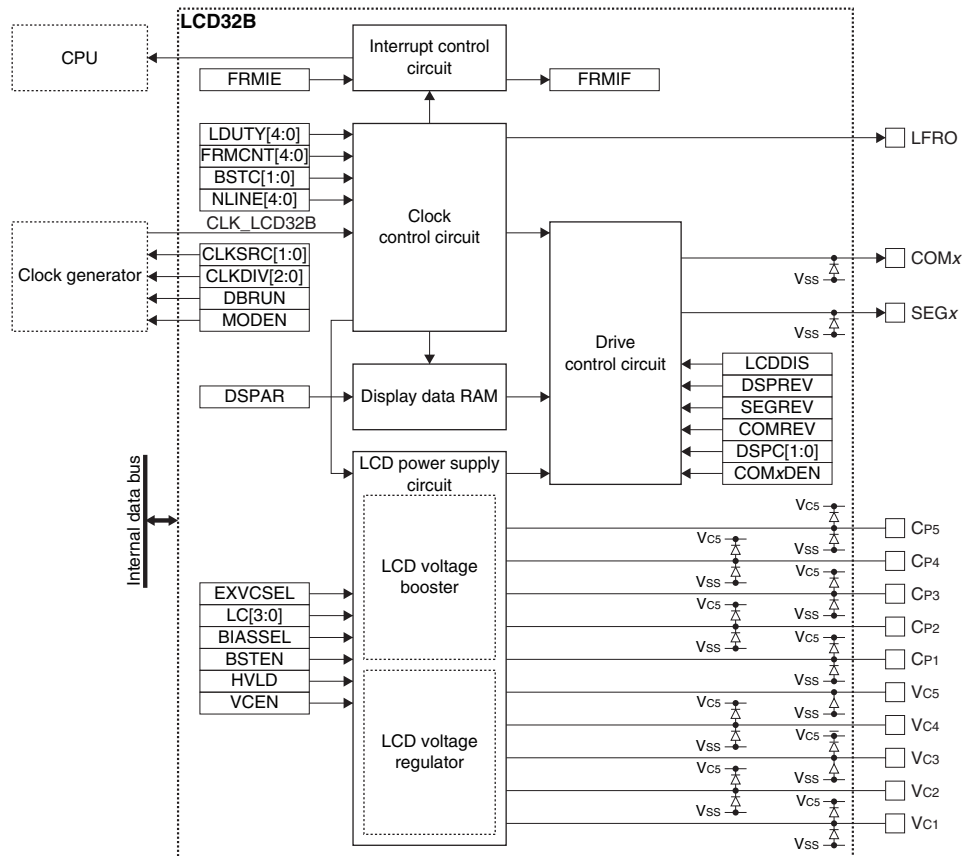 LCD32B
CPU
Interrupt control
circuit
FRMIE
FRMIF
LDUTY[4:0]
FRMCNT[4:0]
BSTC[1:0]
NLINE[4:0]
CLK_LCD32B
Clock
control circuit
LFRO
Clock generator
CLKSRC[1:0]
CLKDIV[2:0]
DBRUN
MODEN
COMx
VSS
SEGx
VSS
Drive
control circuit
LCDDIS
DSPREV
SEGREV
COMREV
DSPC[1:0]
COMxDEN
DSPAR
Display data RAM
Internal data bus
LCD power supply
circuit
LCD voltage
booster
LCD voltage
regulator
EXVCSEL
LC[3:0]
BIASSEL
BSTEN
HVLD
VCEN
VC5
CP5
VC5
VSS
CP4
VSS
VC5
CP3
VC5
VSS
CP2
VSS
VC5
CP1
VSS
VC5
VC5
VSS
VC4
VSS
VC5
VC3
VC5
VSS
VC2
VSS
VC5
VC1
VSS